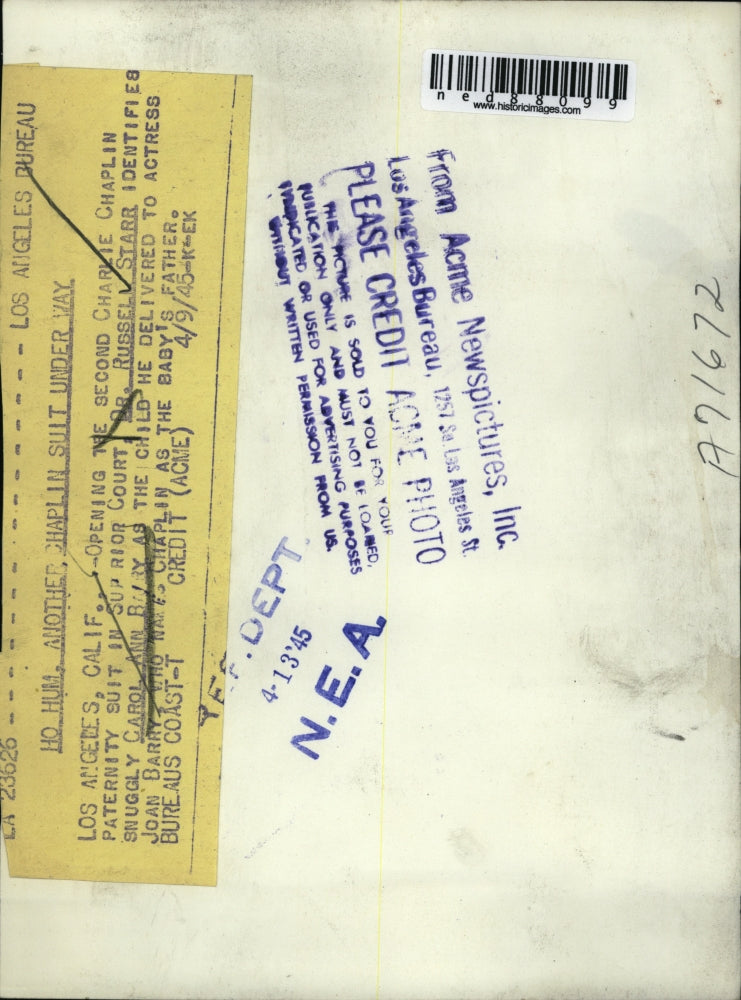 LA 23626 - - - - - - - - - - - - - - LOS ANGELES BUREAU
HO HUM, ANOTHER CHAPLIN SUIT UNDER WAY
LOS ANGELES, CALIF. --OPENING THE SECOND CHARLIE CHAPLIN
PATERNITY SUIT IN SUPRIOR COURT DR. RUSSELL STARR IDENTIFIES
SNUGGLY CAROL ANN BARRY AS THE CHILD HE DELIVERED TO ACTRESS
JOAN BARRY, WHO NAMES CHAPLIN AS THE BABY'S FATHER.
BUREAUS COAST-T CREDIT (ACME) 4/9/45-K-EK
DEPT.
4-13'45
N.E.A.
From Acme Newspictures, Inc.
Los Angeles Bureau, 1257 So. Los Angeles St.
PLEASE CREDIT ACME PHOTO
THIS PICTURE IS SOLD TO YOU FOR YOUR
PUBLICATION ONLY AND MUST NOT BE LOANED,
SYNDICATED OR USED FOR ADVERTISING PURPOSES
WITHOUT WRITTEN PERMISSION FROM US.
ned88099
www.historicimages.com
A71672